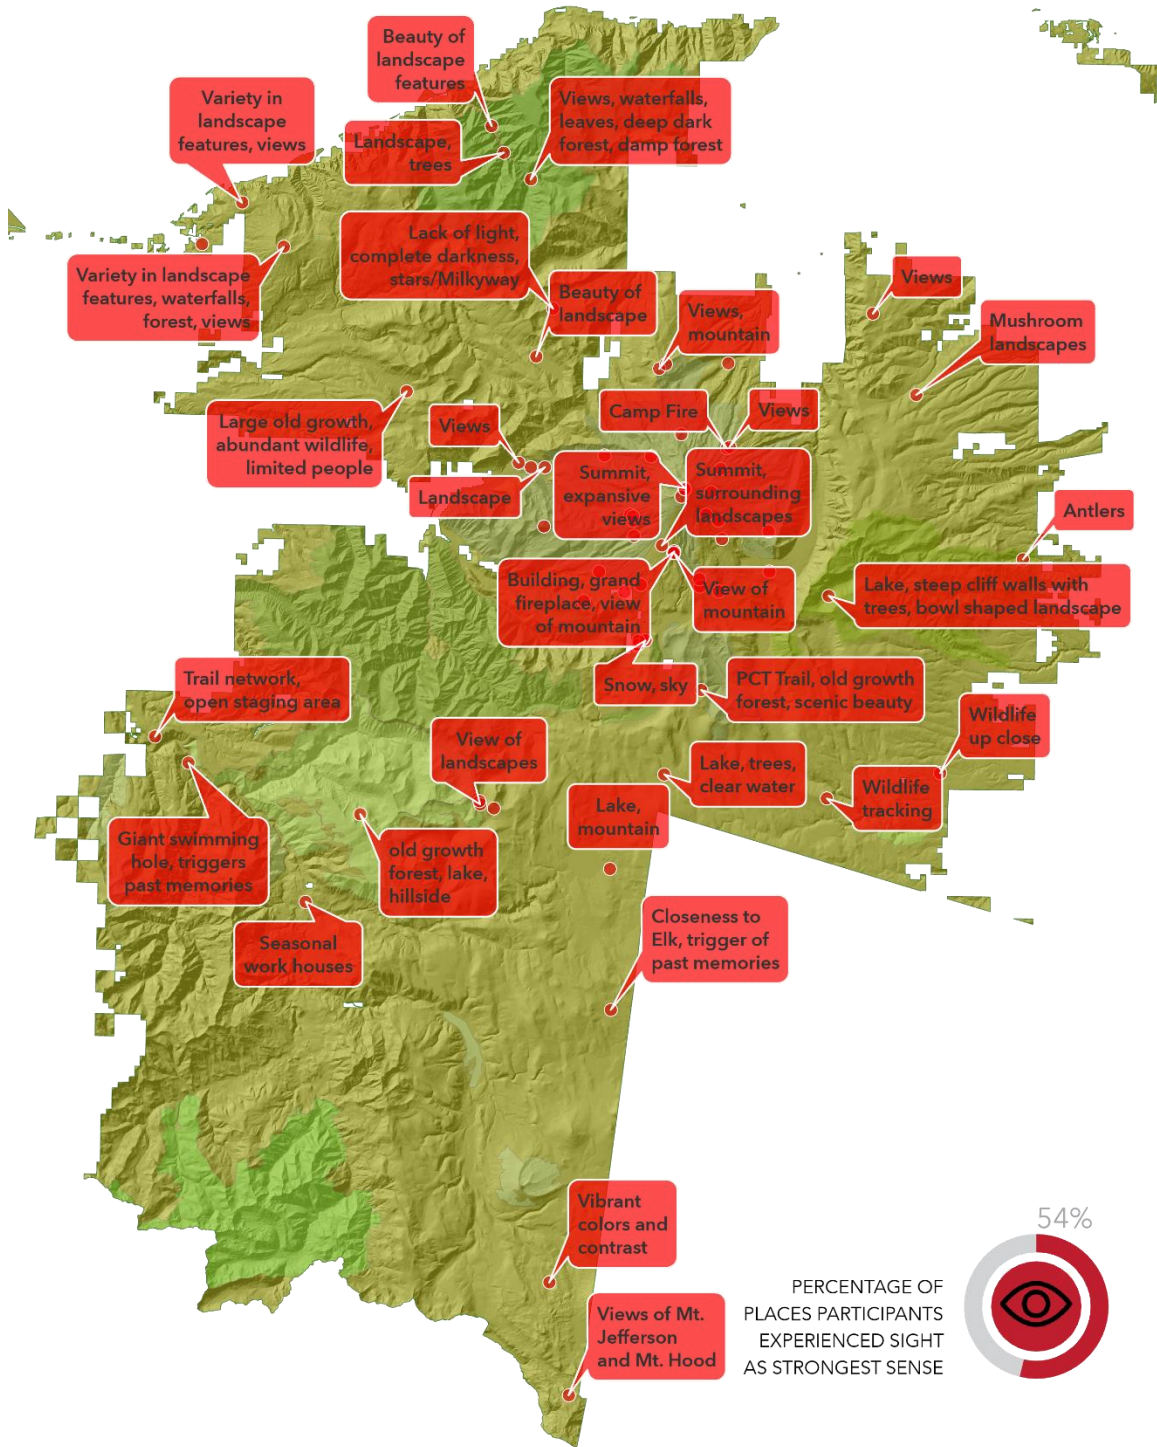 Beauty of
landscape
features
Variety in
landscape
features, views
Views, waterfalls,
leaves, deep dark
forest, damp forest
Landscape,
trees
Lack of light,
complete darkness,
stars/Milkyway
Variety in landscape
features, waterfalls,
forest, views
Beauty of
landscape
Views,
mountain
Views
Mushroom
landscapes
Large old growth,
abundant wildlife,
limited people
Views
Camp Fire
Views
Landscape
Summit,
expansive
views
Summit,
surrounding
landscapes
Antlers
Building, grand
fireplace, view
of mountain
View of
mountain
Lake, steep cliff walls with
trees, bowl shaped landscape
Snow, sky
PCT Trail, old growth
forest, scenic beauty
Trail network,
open staging area
Wildlife
up close
View of
landscapes
Lake, trees,
clear water
Wildlife
tracking
Lake,
mountain
Giant swimming
hole, triggers
past memories
old growth
forest, lake,
hillside
Seasonal
work houses
Closeness to
Elk, trigger of
past memories
Vibrant
colors and
contrast
Views of Mt.
Jefferson
and Mt. Hood
54%
PERCENTAGE OF
PLACES PARTICIPANTS
EXPERIENCED SIGHT
AS STRONGEST SENSE